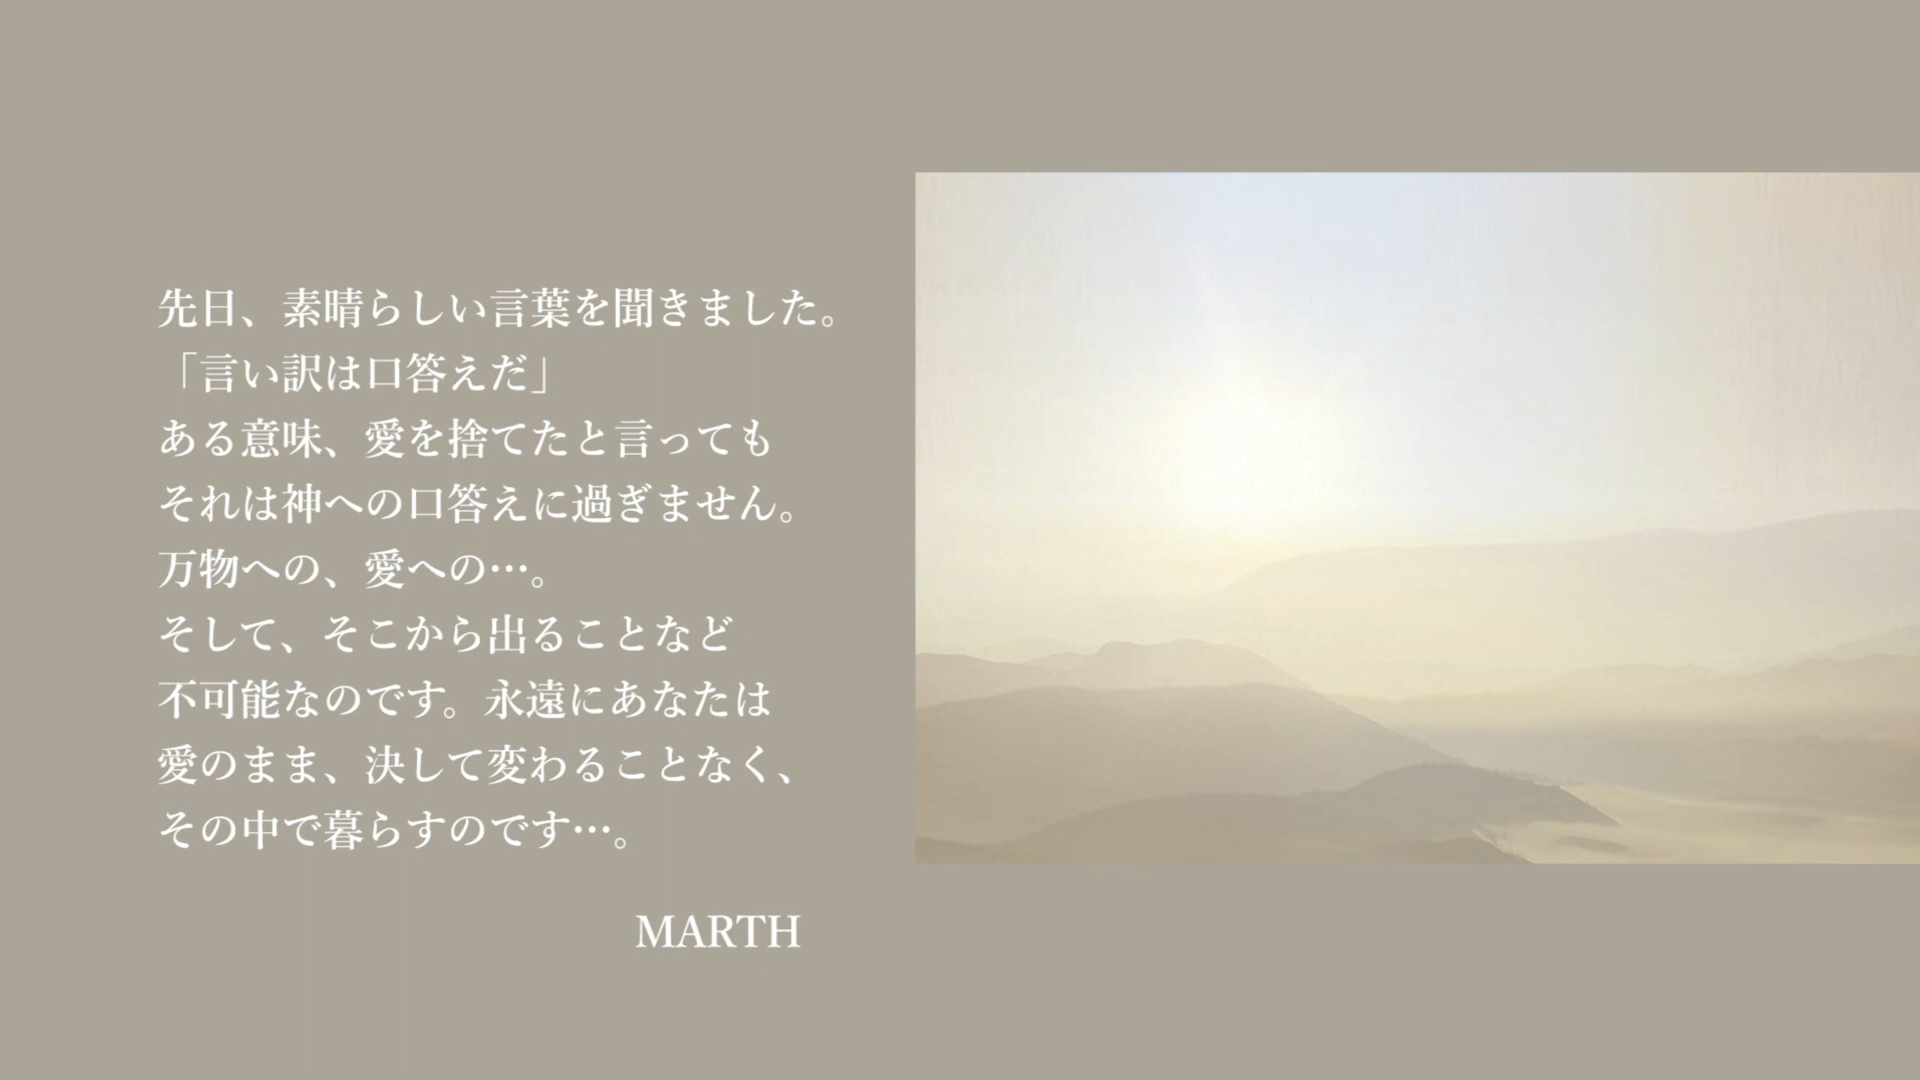 先日、素晴らしい言葉を聞きました。
「言い訳は口答えだ」
ある意味、愛を捨てたと言っても
それは神への口答えに過ぎません。
万物への、愛への…。
そして、そこから出ることなど
不可能なのです。永遠にあなたは
愛のまま、決して変わることなく、
その中で暮らすのです…。
MARTH